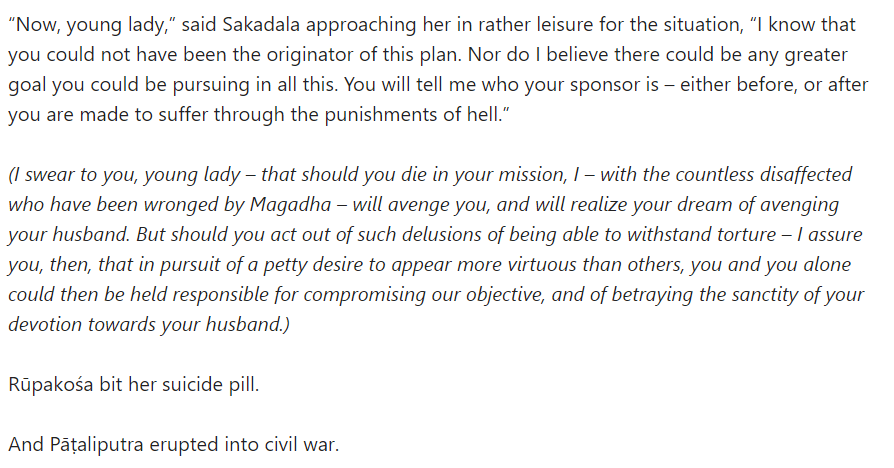 “Now, young lady,” said Sakadala approaching her in rather leisure for the situation, “I know that
you could not have been the originator of this plan. Nor do I believe there could be any greater
goal you could be pursuing in all this. You will tell me who your sponsor is – either before, or after
you are made to suffer through the punishments of hell.”
(I swear to you, young lady – that should you die in your mission, I – with the countless disaffected
who have been wronged by Magadha – will avenge you, and will realize your dream of avenging
your husband. But should you act out of such delusions of being able to withstand torture – I assure
you, then, that in pursuit of a petty desire to appear more virtuous than others, you and you alone
could then be held responsible for compromising our objective, and of betraying the sanctity of your
devotion towards your husband.)
Rūpakośa bit her suicide pill.
And Pāṭaliputra erupted into civil war.